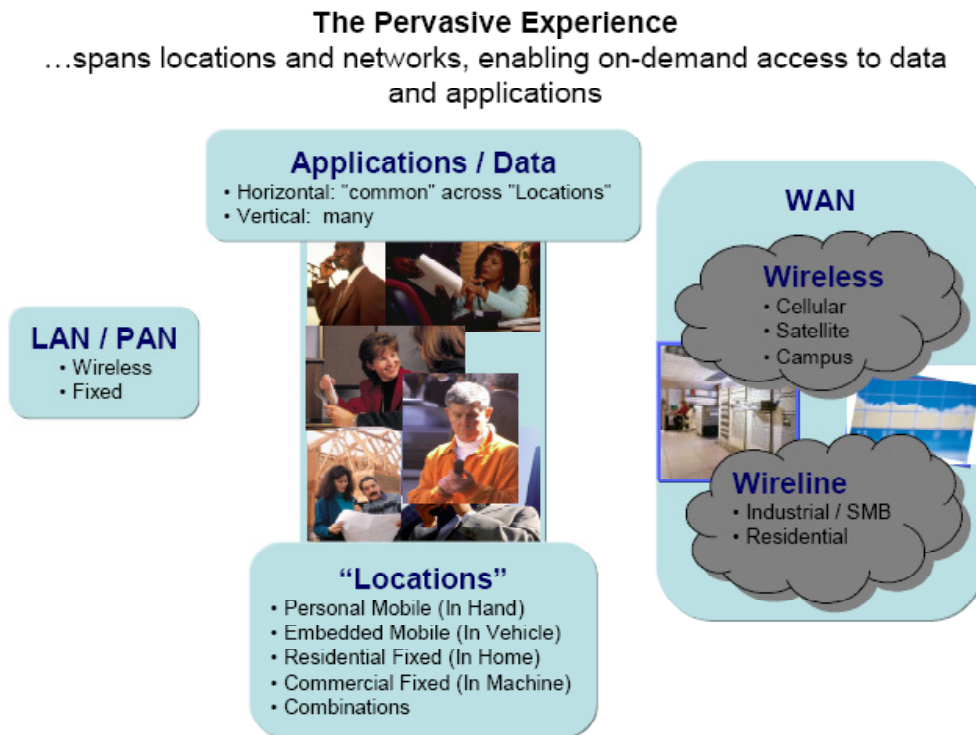 The Pervasive Experience
…spans locations and networks, enabling on-demand access to data
and applications
Applications / Data
• Horizontal: "common" across "Locations"
• Vertical: many
LAN / PAN
• Wireless
• Fixed
WAN
Wireless
• Cellular
• Satellite
• Campus
Wireline
• Industrial / SMB
• Residential
“Locations”
• Personal Mobile (In Hand)
• Embedded Mobile (In Vehicle)
• Residential Fixed (In Home)
• Commercial Fixed (In Machine)
• Combinations